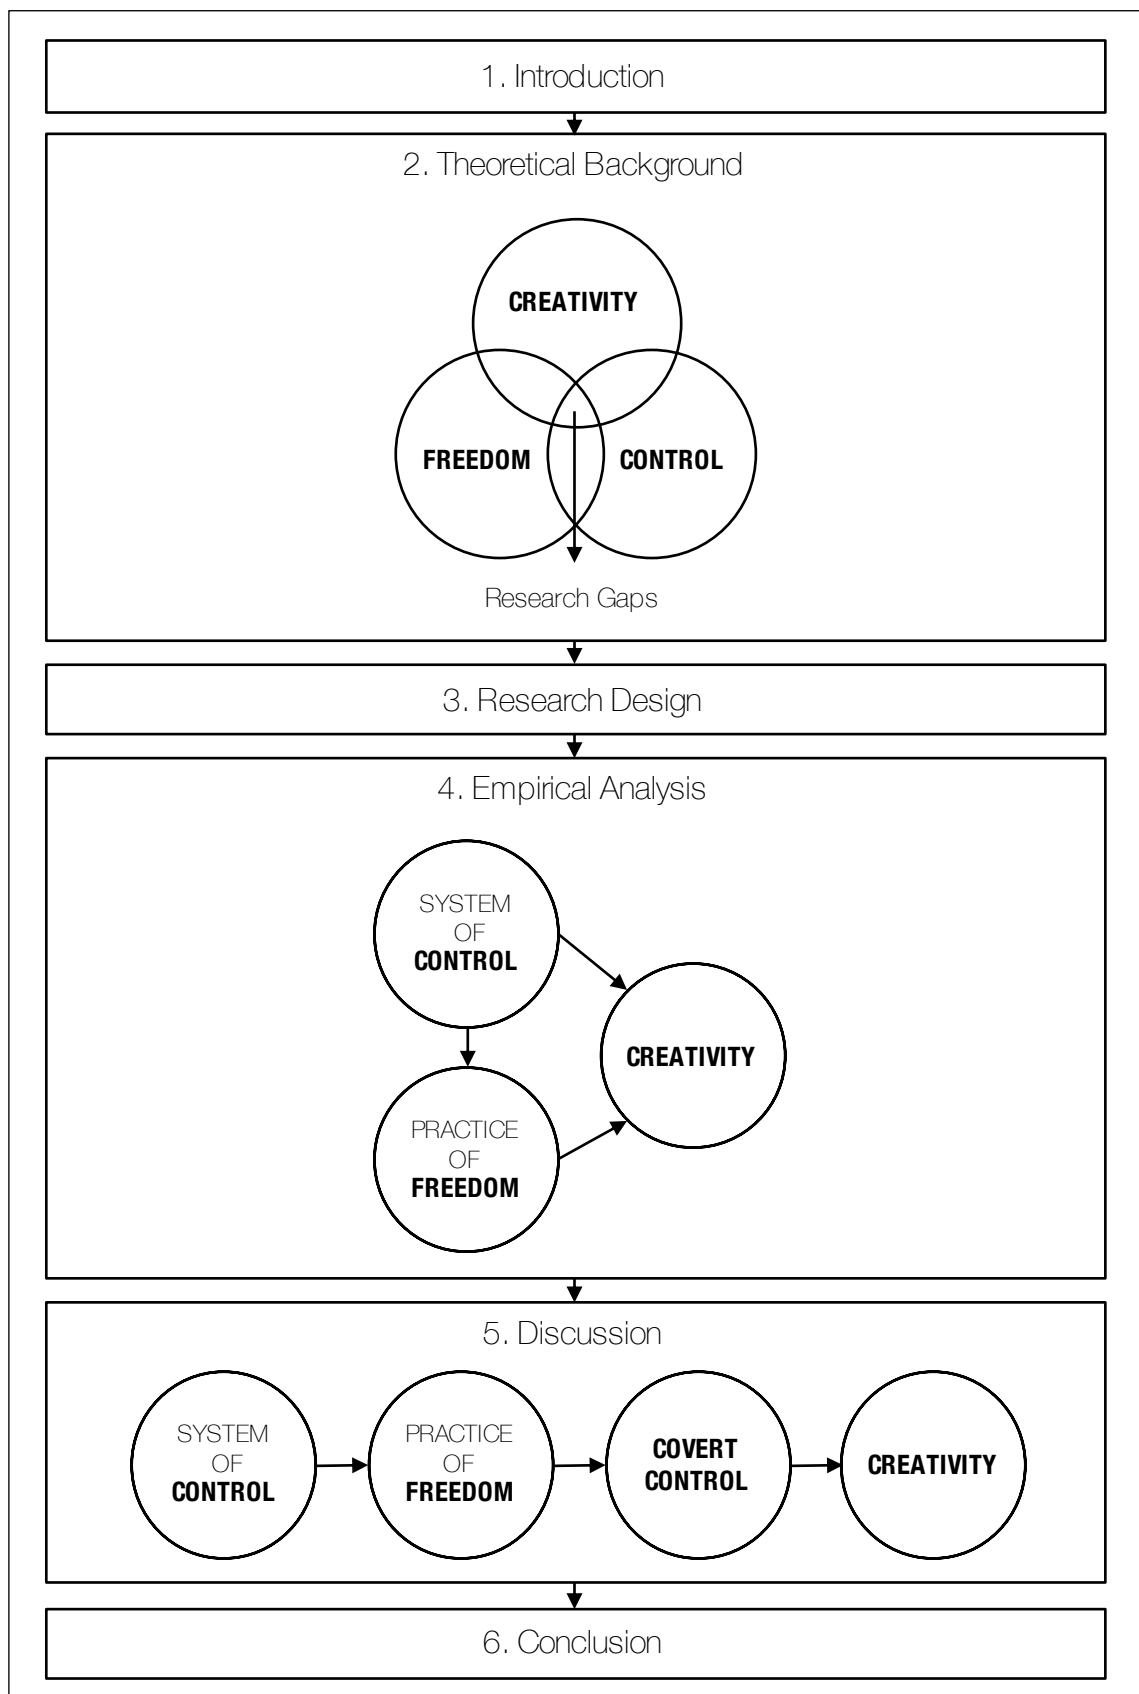 1. Introduction
2. Theoretical Background
CREATIVITY
FREEDOM
CONTROL
Research Gaps
3. Research Design
4. Empirical Analysis
SYSTEM
OF
CONTROL
CREATIVITY
PRACTICE
OF
FREEDOM
5. Discussion
SYSTEM
OF
CONTROL
PRACTICE
OF
FREEDOM
COVERT
CONTROL
CREATIVITY
6. Conclusion